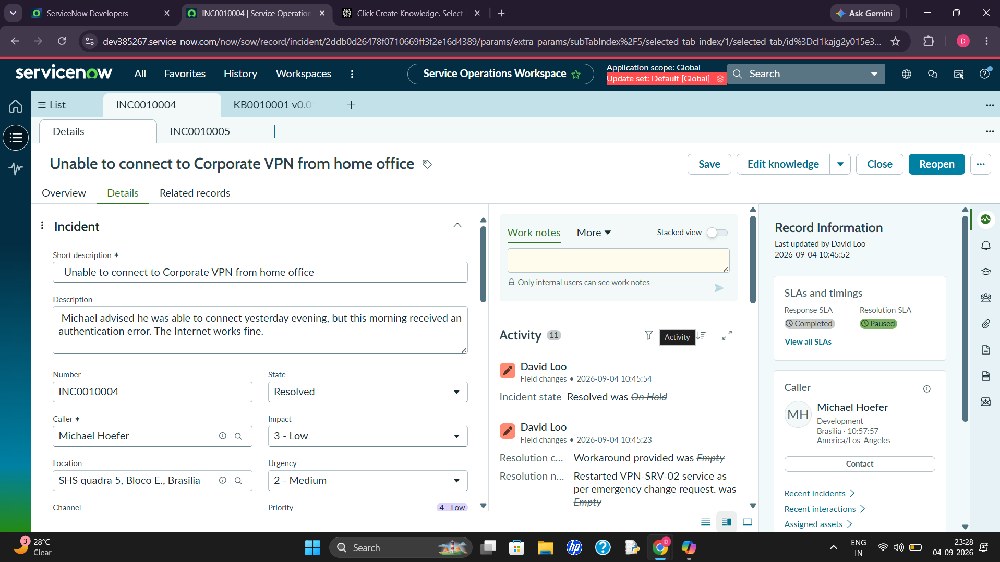 ServiceNow Developers
INC0010004 | Service Operation
Click Create Knowledge. Select
Ask Gemini
dev385267.service-now.com/now/sow/record/incident/2ddb0d26478f0710669ff3f2e16d4389/params/extra-params/subTabIndex%2F5/selected-tab-index/1/selected-tab/id%3Dcl1kajg2y015e3...
D
servicenow
All
Favorites
History
Workspaces
Service Operations Workspace
Application scope: Global
Update set: Default [Global]
Search
List
INC0010004
KB0010001 v0.0
Details
INC0010005
Unable to connect to Corporate VPN from home office
Save
Edit knowledge
Close
Reopen
Overview
Details
Related records
Incident
Short description *
Unable to connect to Corporate VPN from home office
Description
Michael advised he was able to connect yesterday evening, but this morning received an
authentication error. The Internet works fine.
Number
INC0010004
State
Resolved
Caller *
Michael Hoefer
Impact
3 - Low
Location
SHS quadra 5, Bloco E., Brasilia
Urgency
2 - Medium
Channel
Priority
4 - Low
Work notes
More
Stacked view
Only internal users can see work notes
Activity 11
Activity
David Loo
Field changes • 2026-09-04 10:45:54
Incident state Resolved was On Hold
David Loo
Field changes • 2026-09-04 10:45:23
Resolution c... Workaround provided was Empty
Resolution n... Restarted VPN-SRV-02 service as
per emergency change request. was
Empty
Record Information
Last updated by David Loo
2026-09-04 10:45:52
SLAs and timings
Response SLA
Completed
Resolution SLA
Paused
View all SLAs
Caller
MH
Michael Hoefer
Development
Brasilia · 10:57:57
America/Los_Angeles
Contact
Recent incidents
Recent interactions
Assigned assets
3
28°C
Clear
Search
hp
D
ENG
IN
23:28
04-09-2026